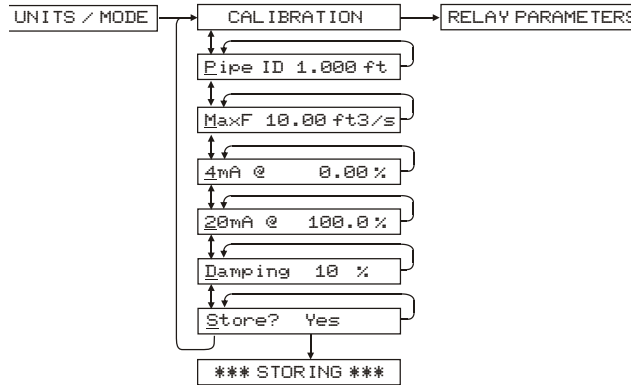 UNITS / MODE
CALIBRATION
RELAY PARAMETERS
Pipe ID 1.000 ft
MaxF 10.00 ft3/s
4mA @ 0.00 %
20mA @ 100.0 %
Damping 10 %
Store? Yes
*** STORING ***